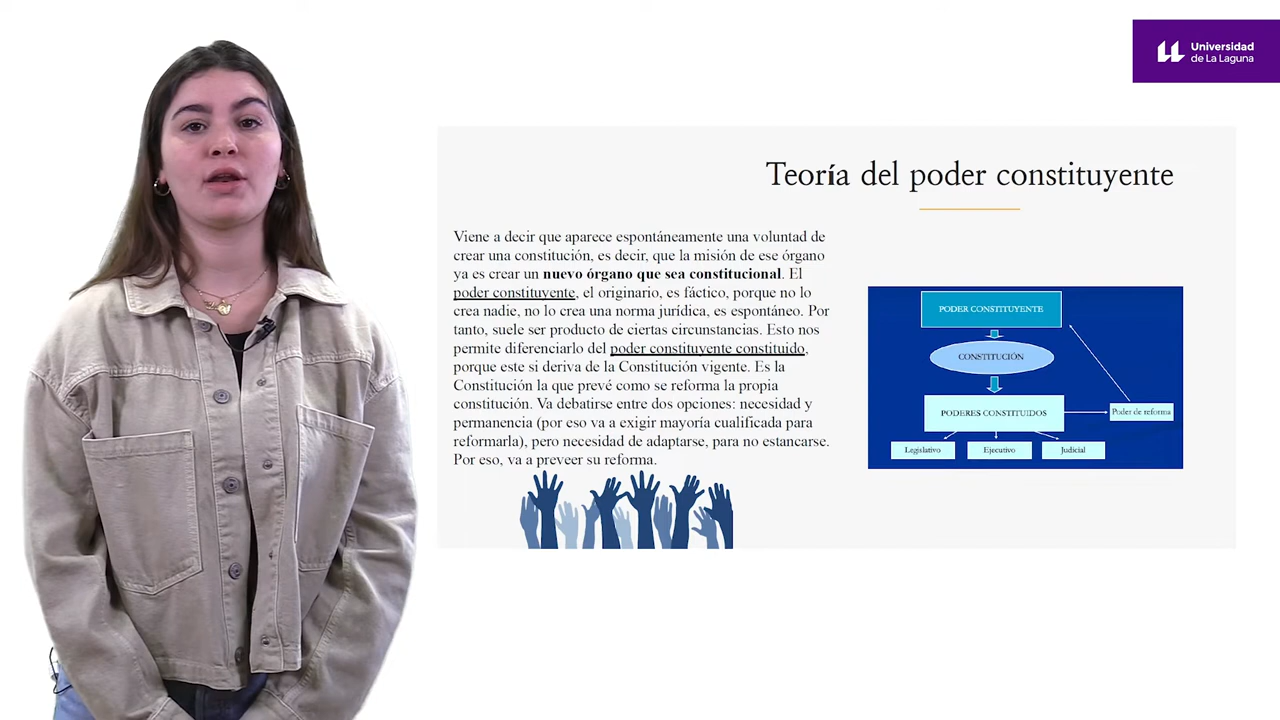 Universidad
de La Laguna
Teoría del poder constituyente
Viene a decir que aparece espontáneamente una voluntad de
crear una constitución, es decir, que la misión de ese órgano
ya es crear un nuevo órgano que sea constitucional. El
poder constituyente, el originario, es fáctico, porque no lo
crea nadie, no lo crea una norma jurídica, es espontáneo. Por
tanto, suele ser producto de ciertas circunstancias. Esto nos
permite diferenciarlo del poder constituyente constituido,
porque este si deriva de la Constitución vigente. Es la
Constitución la que prevé como se reforma la propia
constitución. Va debatirse entre dos opciones: necesidad y
permanencia (por eso va a exigir mayoría cualificada para
reformarla), pero necesidad de adaptarse, para no estancarse.
Por eso, va a preveer su reforma.
PODER CONSTITUYENTE
CONSTITUCIÓN
PODERES CONSTITUIDOS
Poder de reforma
Legislativo
Ejecutivo
Judicial